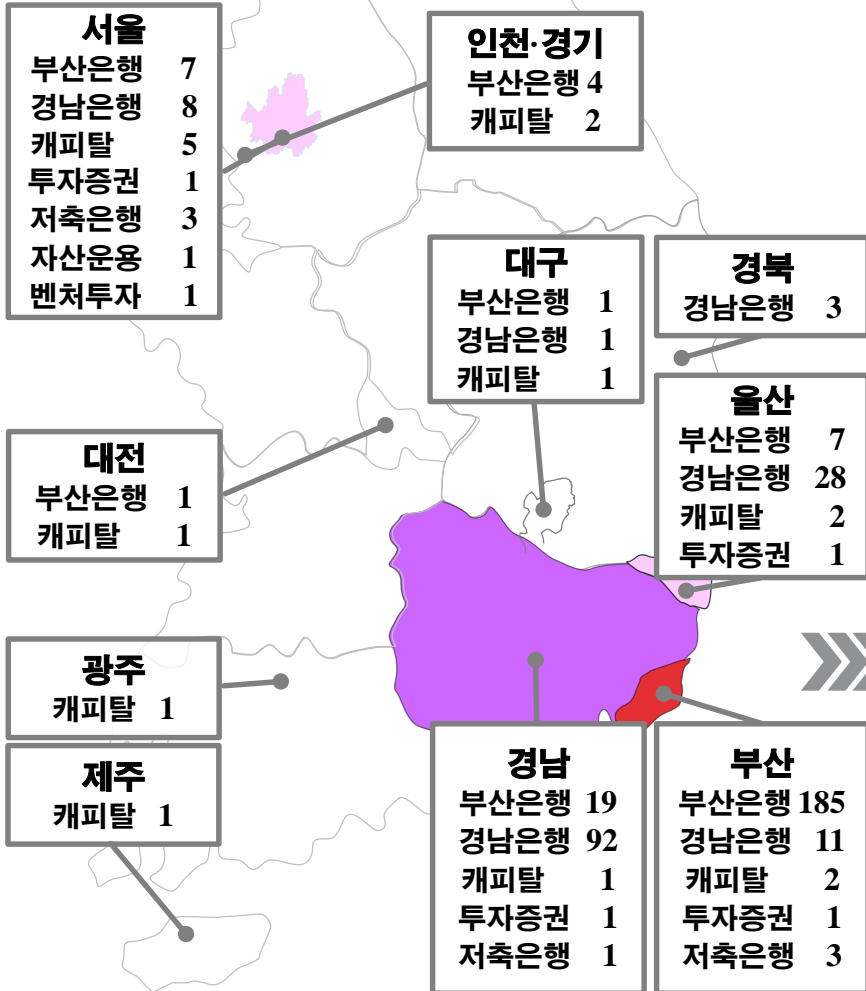 서울
부산은행 7
경남은행 8
캐피탈 5
투자증권 1
저축은행 3
자산운용 1
벤처투자 1
인천·경기
부산은행 4
캐피탈 2
대구
부산은행 1
경남은행 1
캐피탈 1
경북
경남은행 3
울산
부산은행 7
경남은행 28
캐피탈 2
투자증권 1
대전
부산은행 1
캐피탈 1
광주
캐피탈 1
제주
캐피탈 1
경남
부산은행 19
경남은행 92
캐피탈 1
투자증권 1
저축은행 1
부산
부산은행 185
경남은행 11
캐피탈 2
투자증권 1
저축은행 3